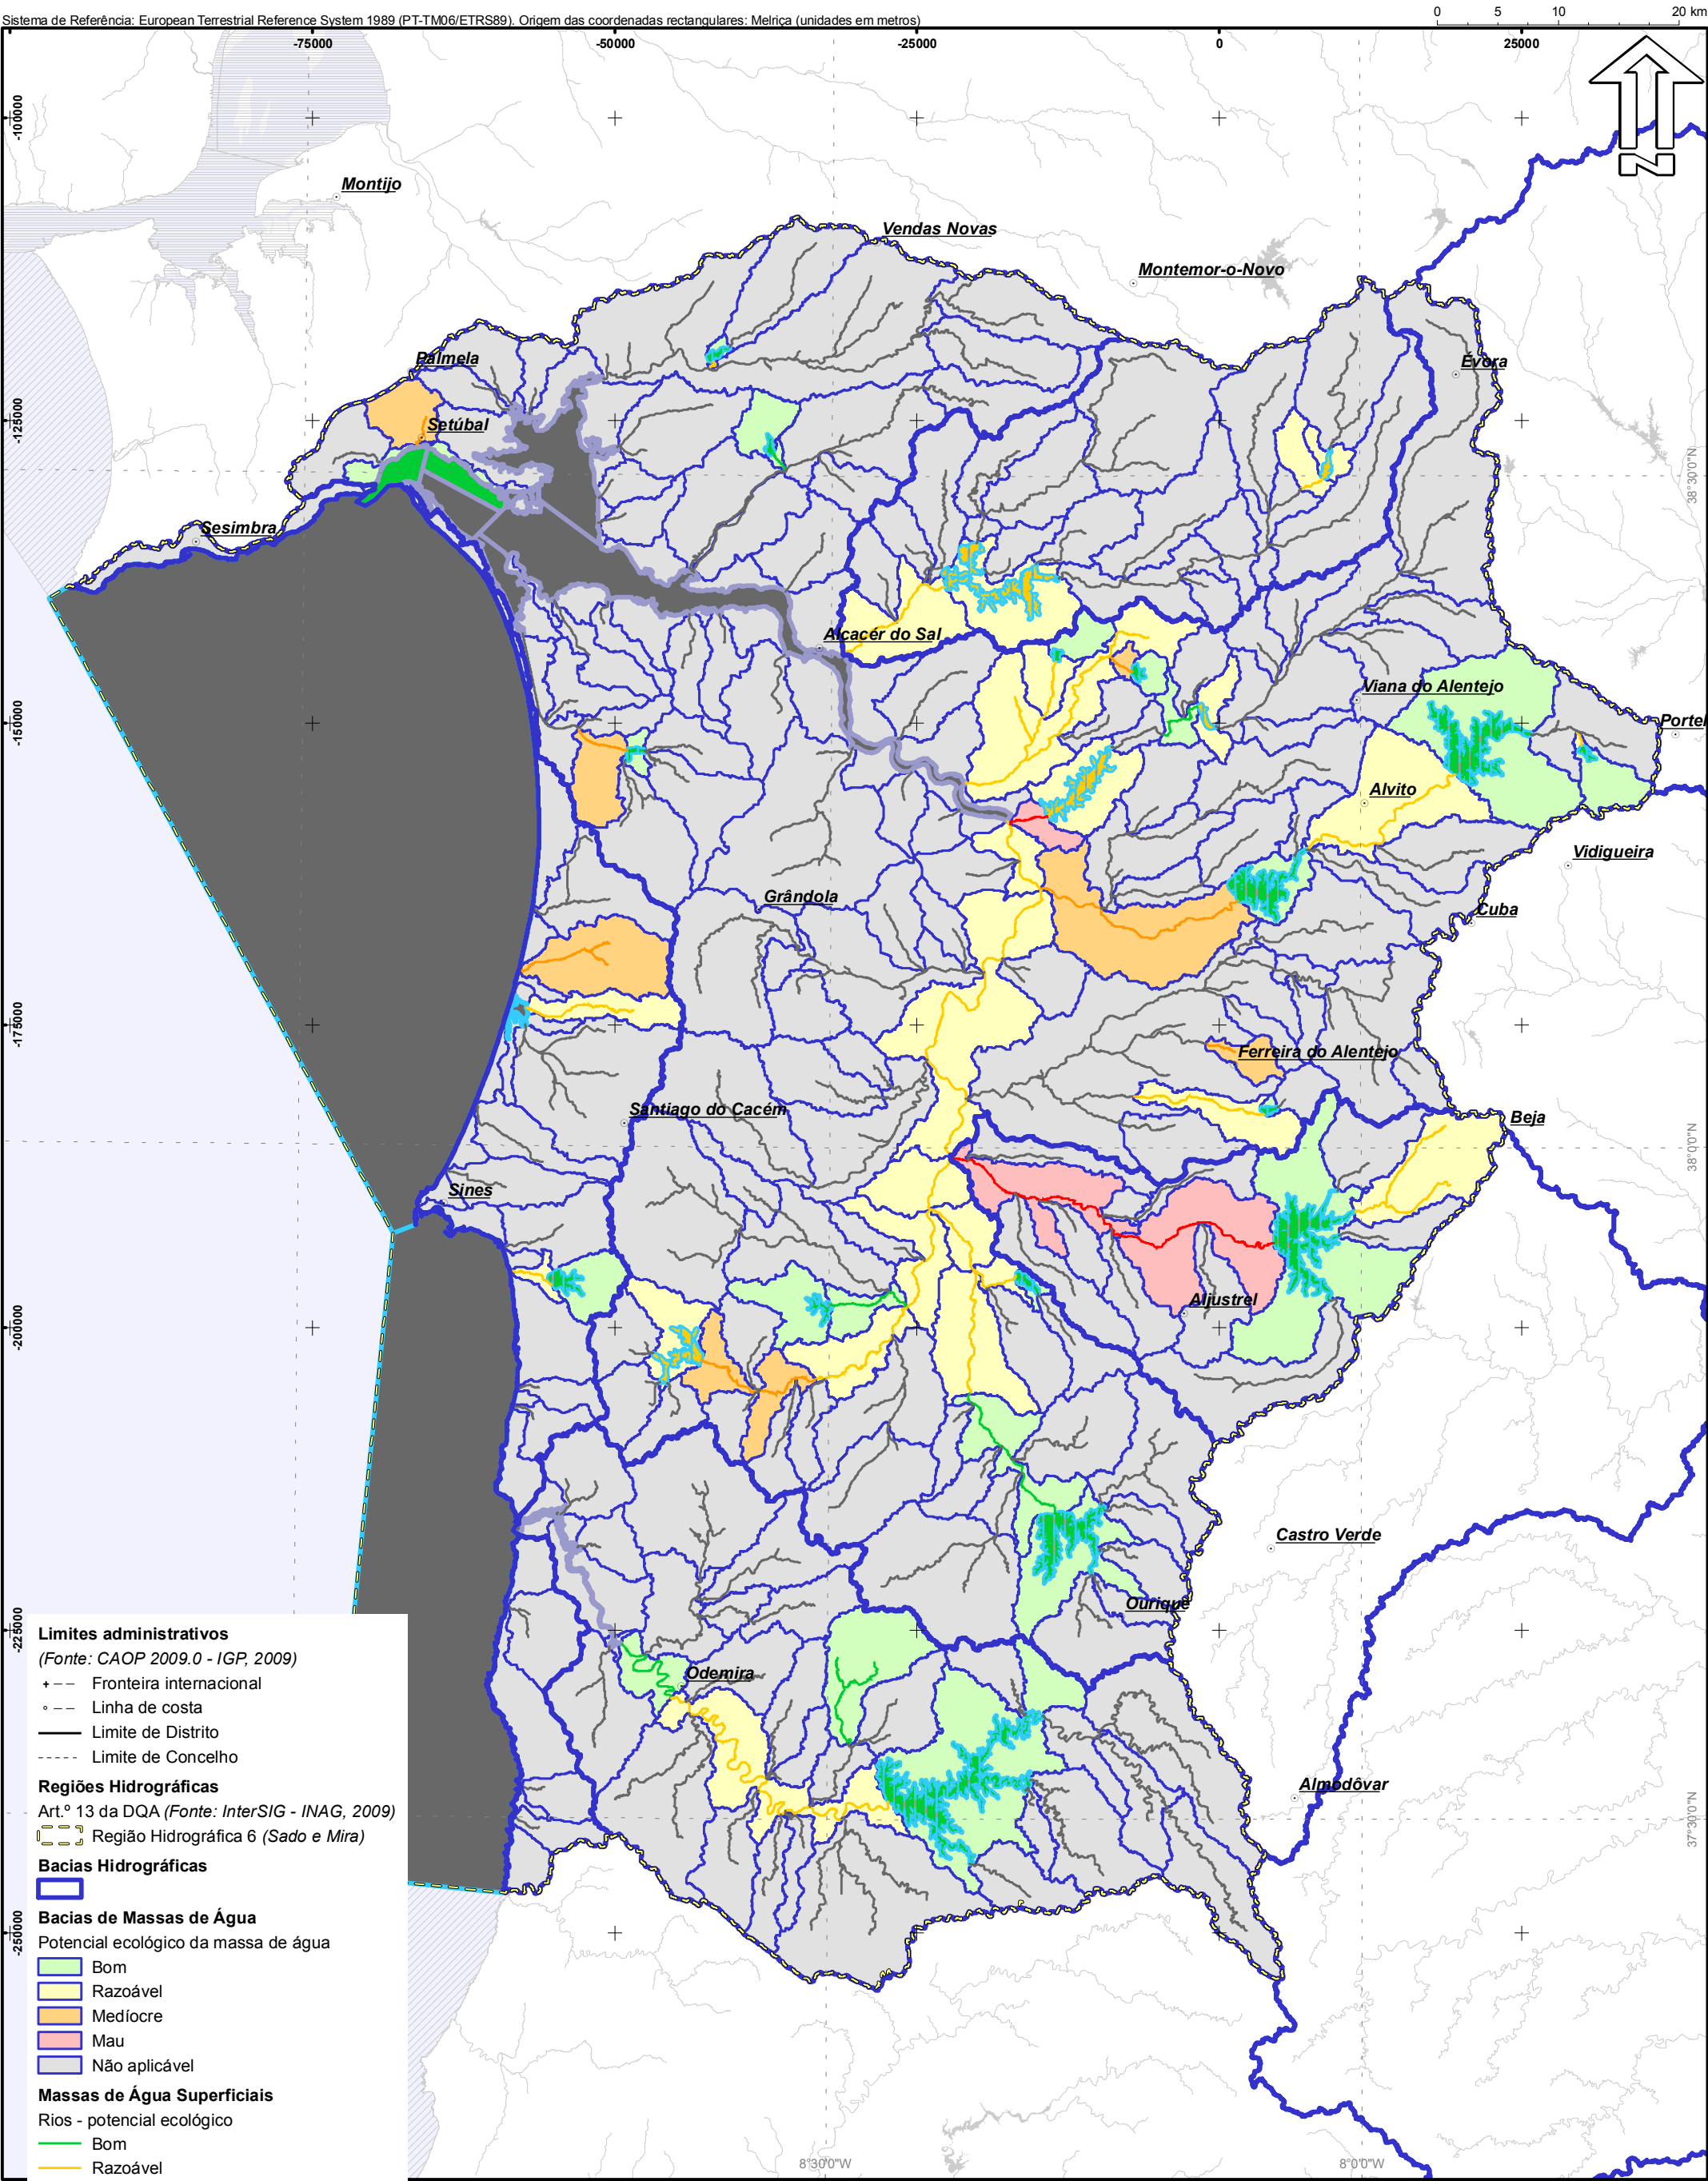 Sistema de Referência: European Terrestrial Reference System 1989 (PT-TM06/ETRS89). Origem das coordenadas rectangulares: Melriça (unidades em metros)
0 5 10 20 km
-75000 -50000 -25000 0 25000
-100000
-125000
-150000
-175000
-200000
-225000
-250000
N
Montijo
Vendas Novas
Montemor-o-Novo
Palmela
Évora
Setúbal
38°30'0"N
Sesimbra
Alcacér do Sal
Viana do Alentejo
Portel
Alvito
Vidigueira
Grândola
Cuba
Ferreira do Alentejo
Santiago do Cacém
Beja
38°0'0"N
Sines
Aljustrel
Castro Verde
Ourique
Odemira
Almodôvar
37°30'0"N
8°30'0"W
8°0'0"W
Limites administrativos
(Fonte: CAOP 2009.0 - IGP, 2009)
Fronteira internacional
Linha de costa
Limite de Distrito
Limite de Concelho
Regiões Hidrográficas
Art.º 13 da DQA (Fonte: InterSIG - INAG, 2009)
Região Hidrográfica 6 (Sado e Mira)
Bacias Hidrográficas
Bacias de Massas de Água
Potencial ecológico da massa de água
Bom
Razoável
Medíocre
Mau
Não aplicável
Massas de Água Superficiais
Rios - potencial ecológico
Bom
Razoável